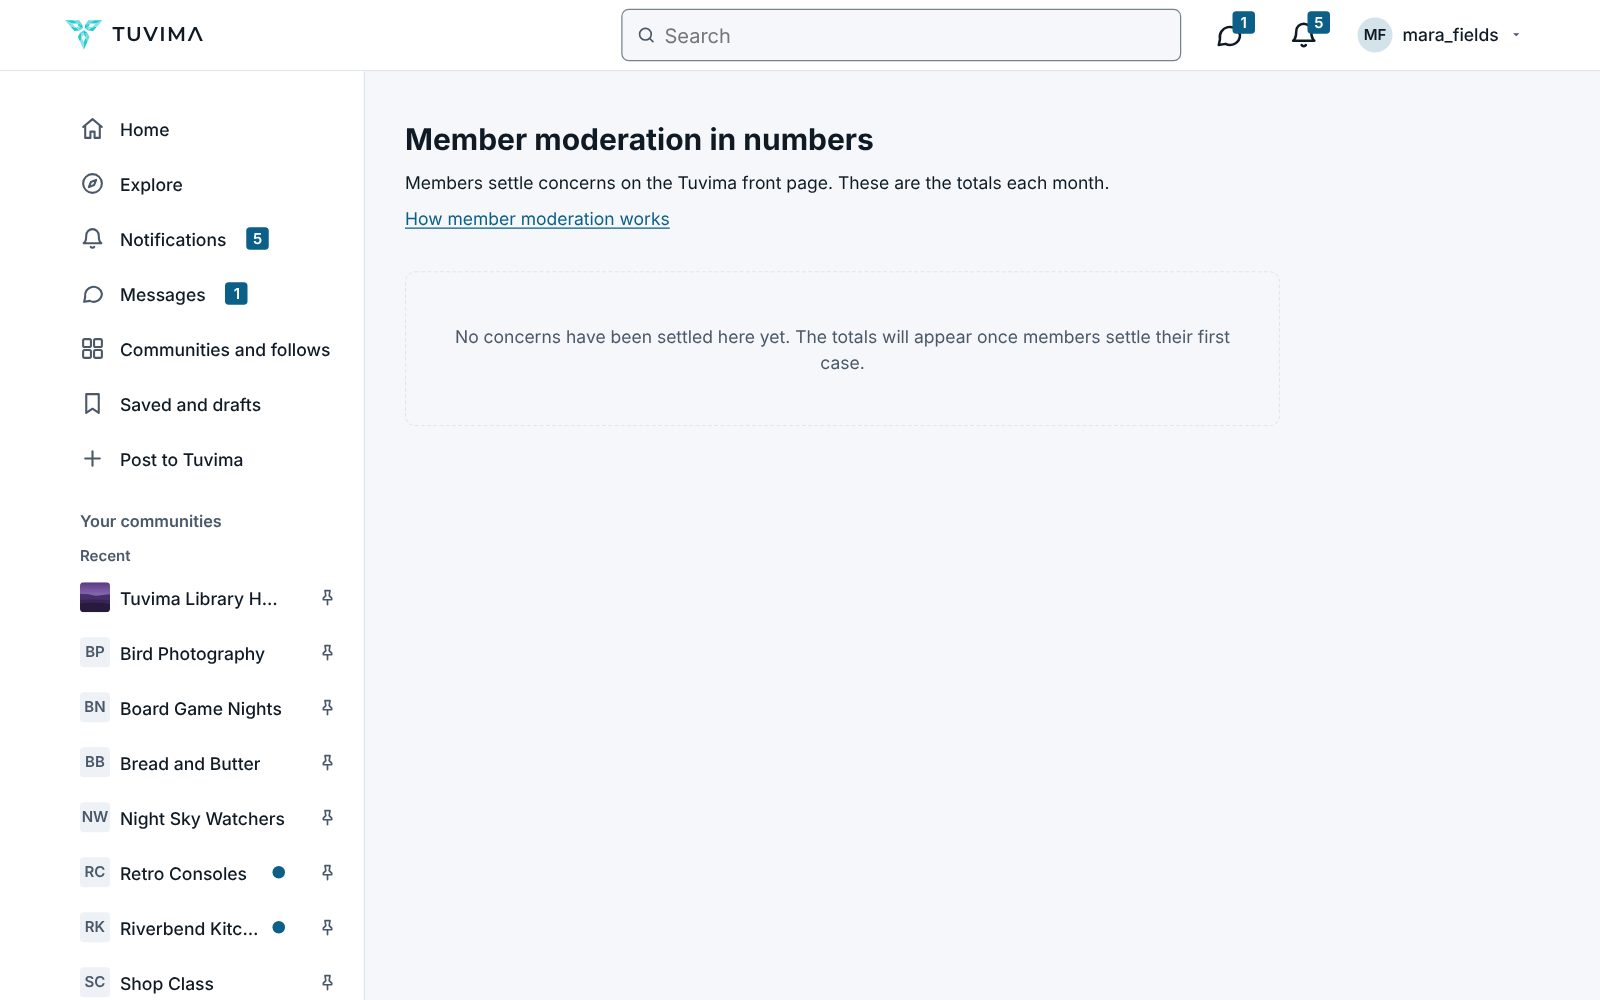 TUVIMA
Search
1
5
MF
mara_fields
Home
Explore
Notifications
5
Messages
1
Communities and follows
Saved and drafts
Post to Tuvima
Your communities
Recent
Tuvima Library H...
BP
Bird Photography
BN
Board Game Nights
BB
Bread and Butter
NW
Night Sky Watchers
RC
Retro Consoles
RK
Riverbend Kitc...
SC
Shop Class
Member moderation in numbers
Members settle concerns on the Tuvima front page. These are the totals each month.
How member moderation works
No concerns have been settled here yet. The totals will appear once members settle their first
case.